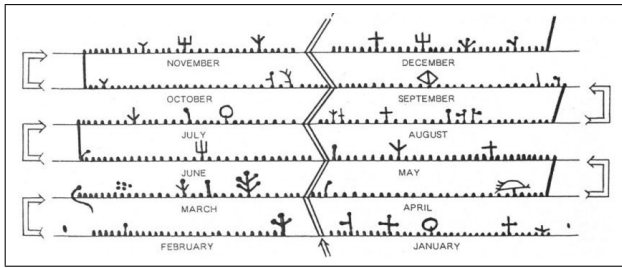 NOVEMBER DECEMBER
OCTOBER SEPTEMBER
JULY AUGUST
JUNE MAY
MARCH APRIL
FEBRUARY JANUARY